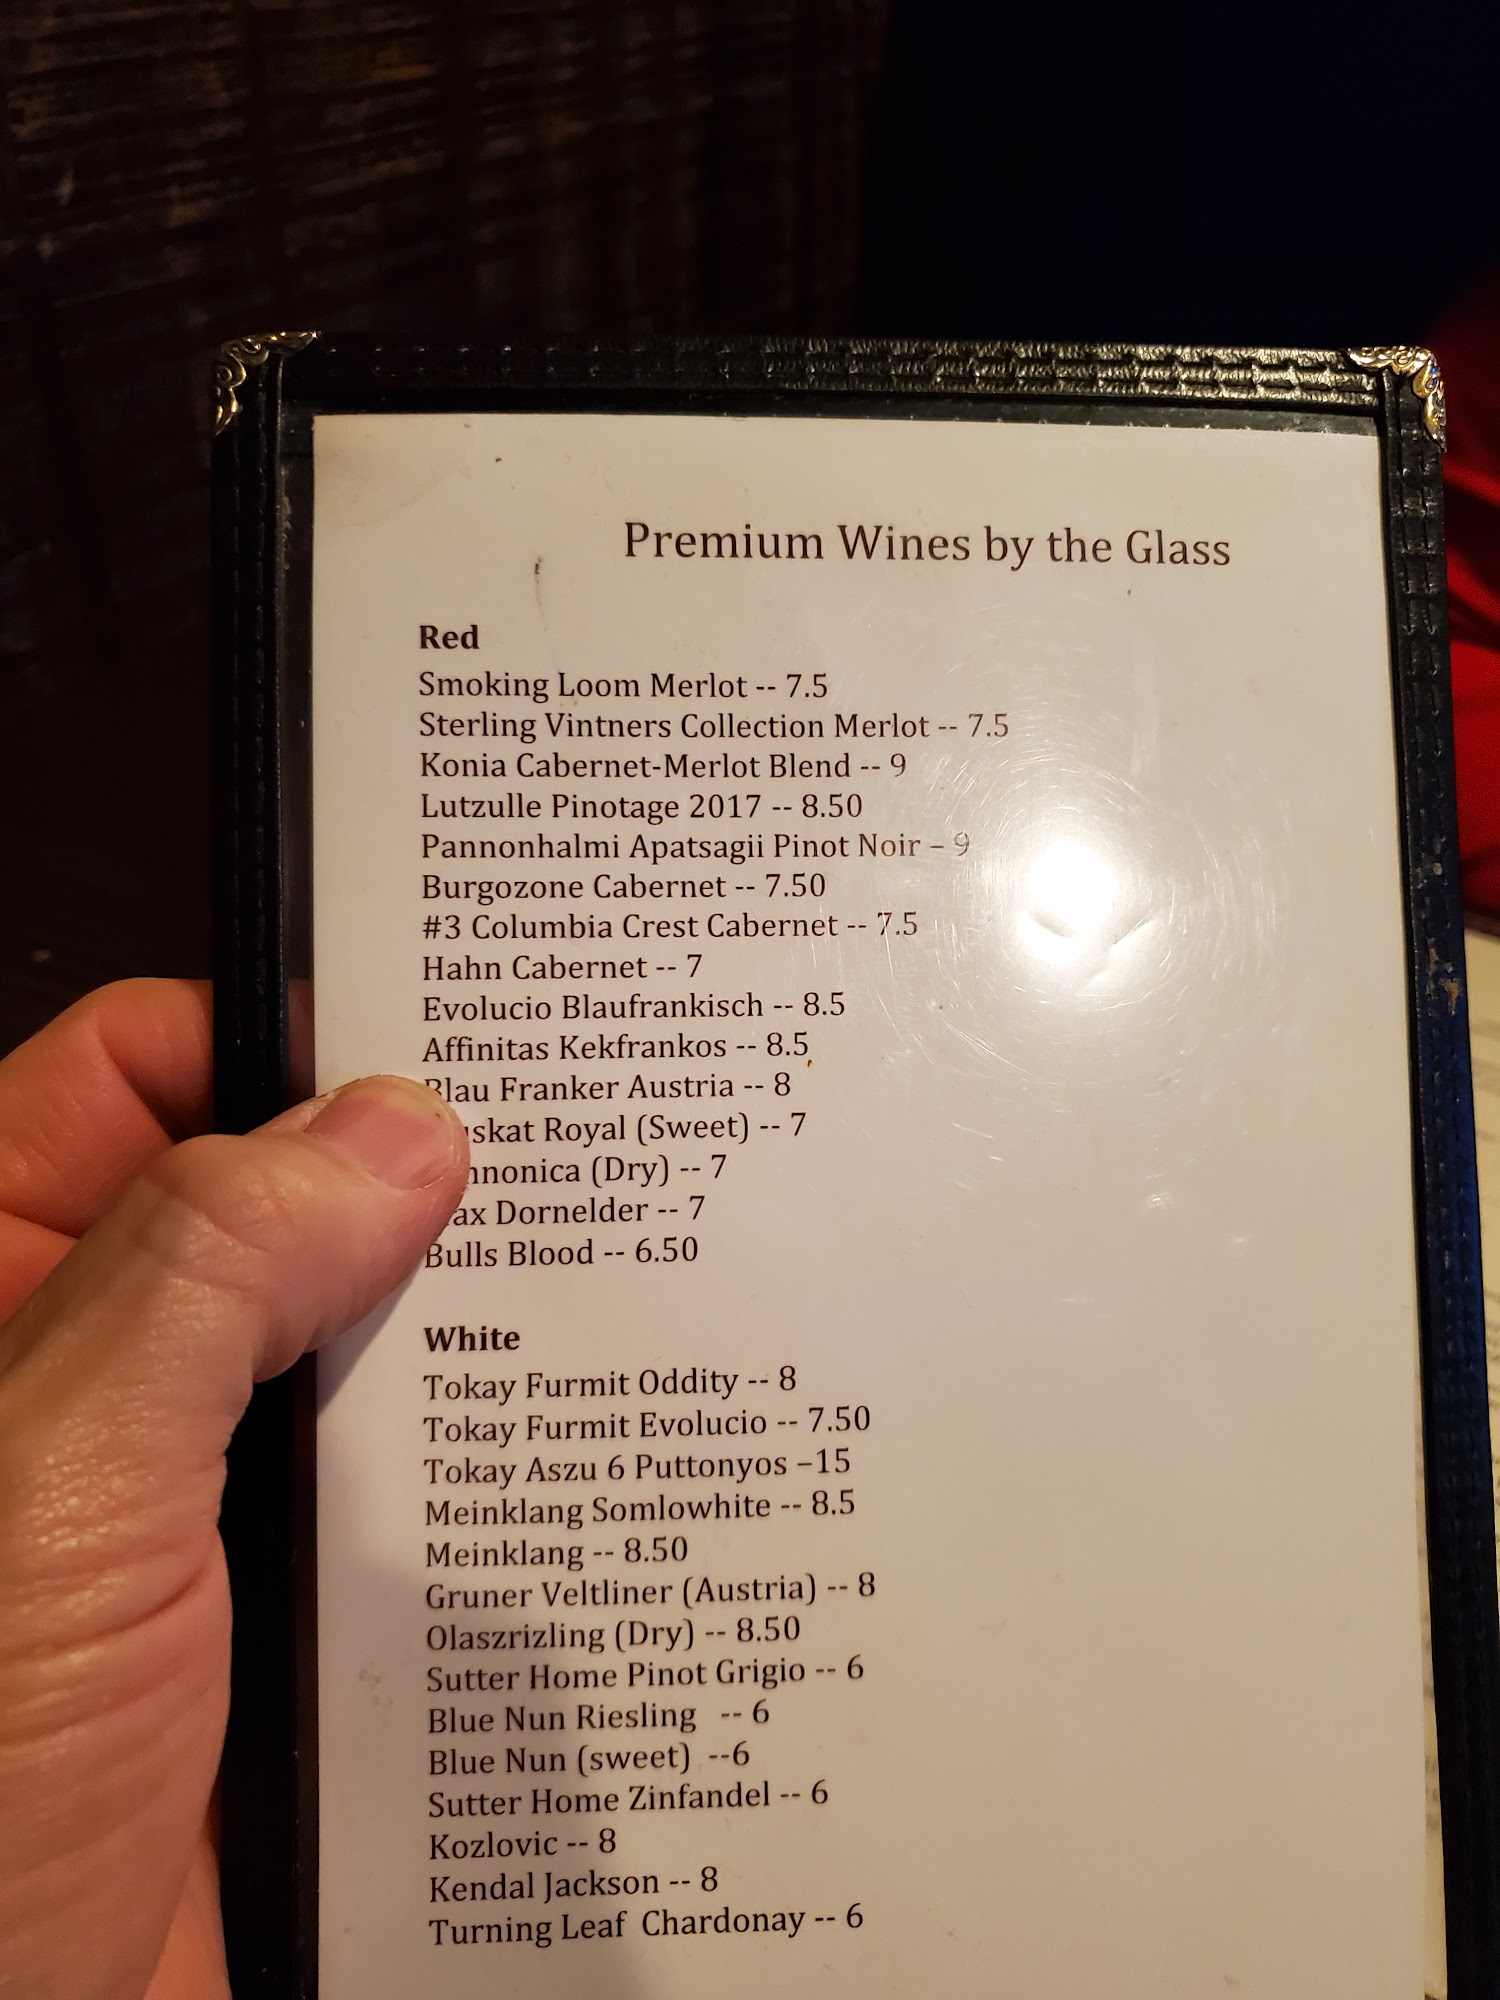 Premium Wines by the Glass
Red
Smoking Loom Merlot -- 7.5
Sterling Vintners Collection Merlot -- 7.5
Konia Cabernet-Merlot Blend -- 9
Lutzulle Pinotage 2017 -- 8.50
Pannonhalmi Apatsagii Pinot Noir – 9
Burgozone Cabernet -- 7.50
#3 Columbia Crest Cabernet -- 7.5
Hahn Cabernet -- 7
Evolucio Blaufrankisch -- 8.5
Affinitas Kekfrankos -- 8.5
Blau Franker Austria -- 8
Royal (Sweet) -- 7
(Dry) -- 7
Dornelder -- 7
Bulls Blood -- 6.50
White
Tokay Furmit Oddity -- 8
Tokay Furmit Evolucio -- 7.50
Tokay Aszu 6 Puttonyos –15
Meinklang Somlowhite -- 8.5
Meinklang -- 8.50
Gruner Veltliner (Austria) -- 8
Olaszrizling (Dry) -- 8.50
Sutter Home Pinot Grigio -- 6
Blue Nun Riesling -- 6
Blue Nun (sweet) --6
Sutter Home Zinfandel -- 6
Kozlovic -- 8
Kendal Jackson -- 8
Turning Leaf Chardonay -- 6